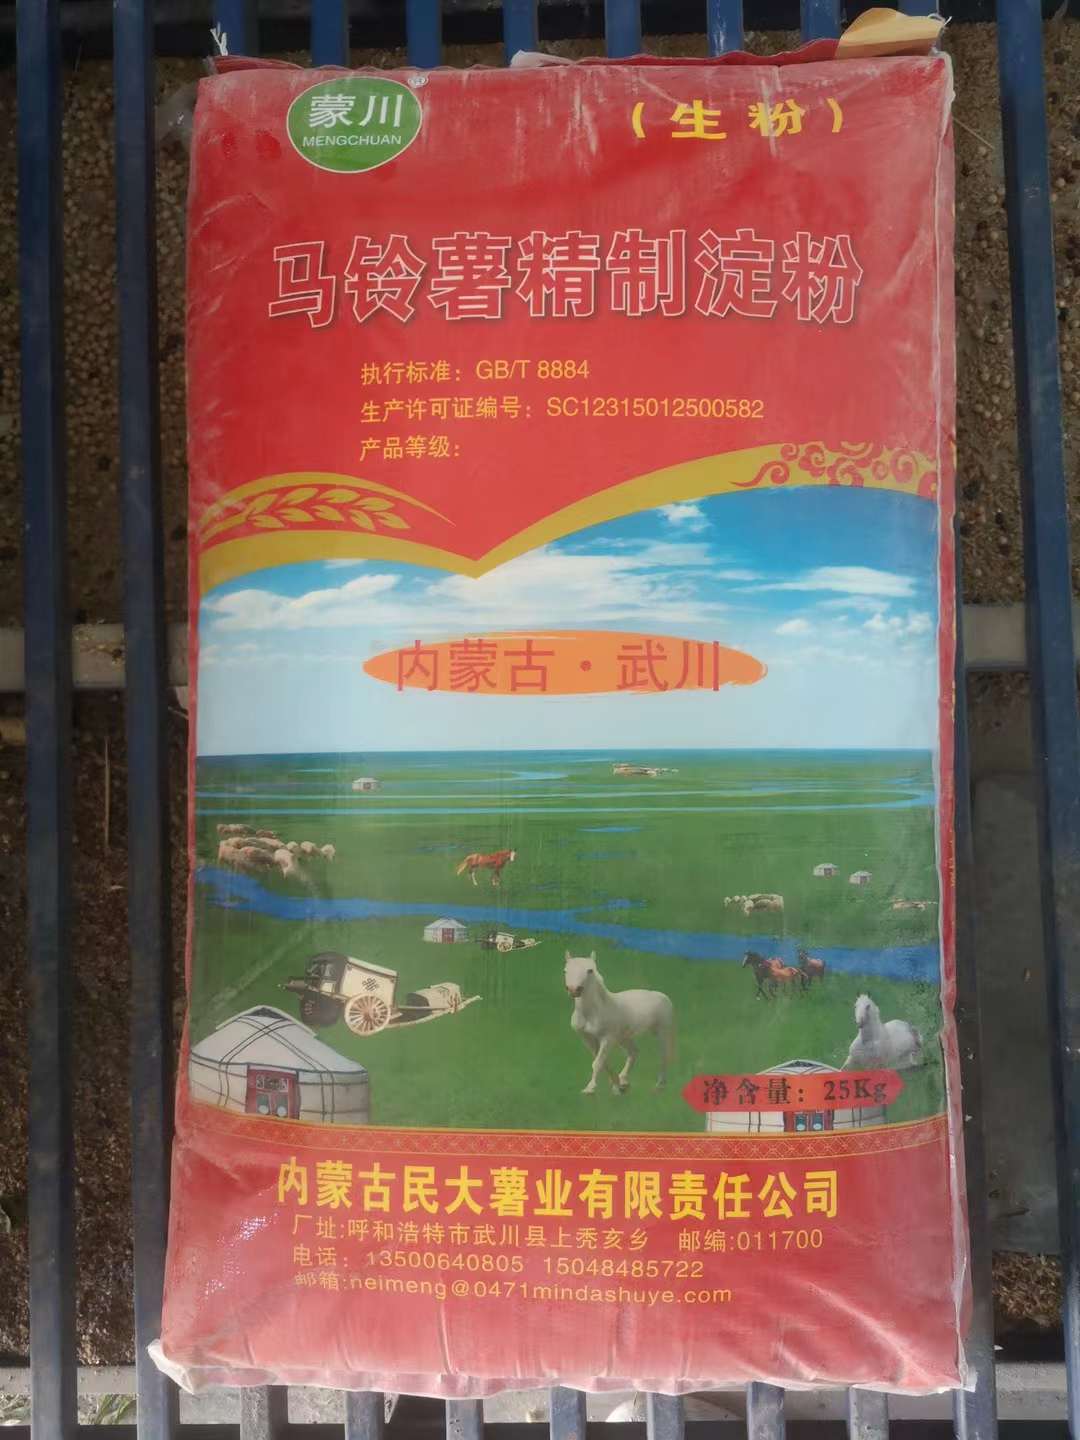 蒙川
MENGCHUAN
（生粉）
马铃薯精制淀粉
执行标准：GB/T 8884
生产许可证编号：SC12315012500582
产品等级：
内蒙古·武川
净含量：25Kg
内蒙古民大薯业有限责任公司
厂址:呼和浩特市武川县上秃亥乡 邮编:011700
电话：13500640805 15048485722
邮箱:neimeng@0471mindashuye.com